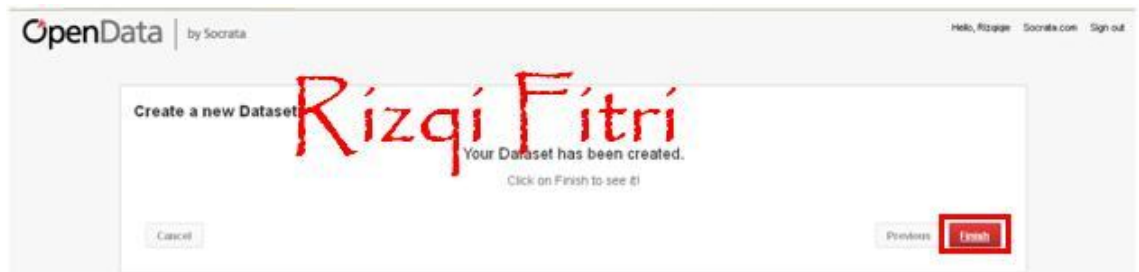 OpenData | by Socrata
Hello, Rizqiqie Socrata.com Sign out
Create a new Dataset
Rizqi Fitri
Your Dataset has been created.
Click on Finish to see it!
Cancel
Previous Finish